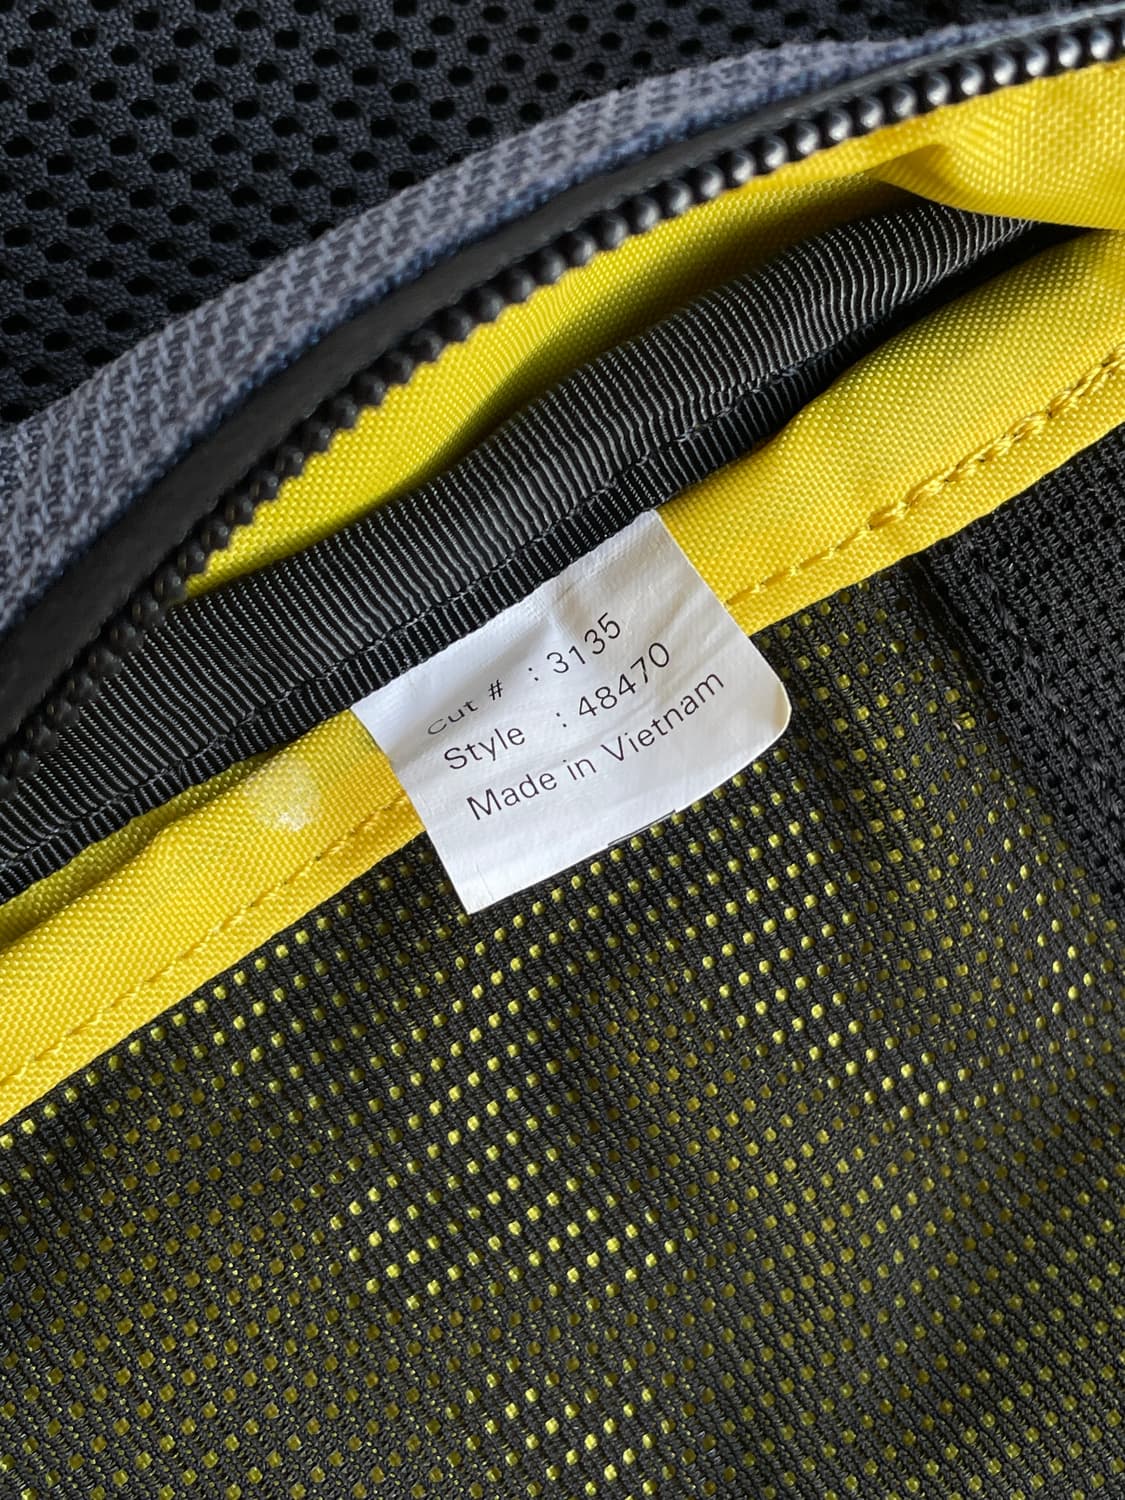 Cut # : 3135
Style : 48470
Made in Vietnam